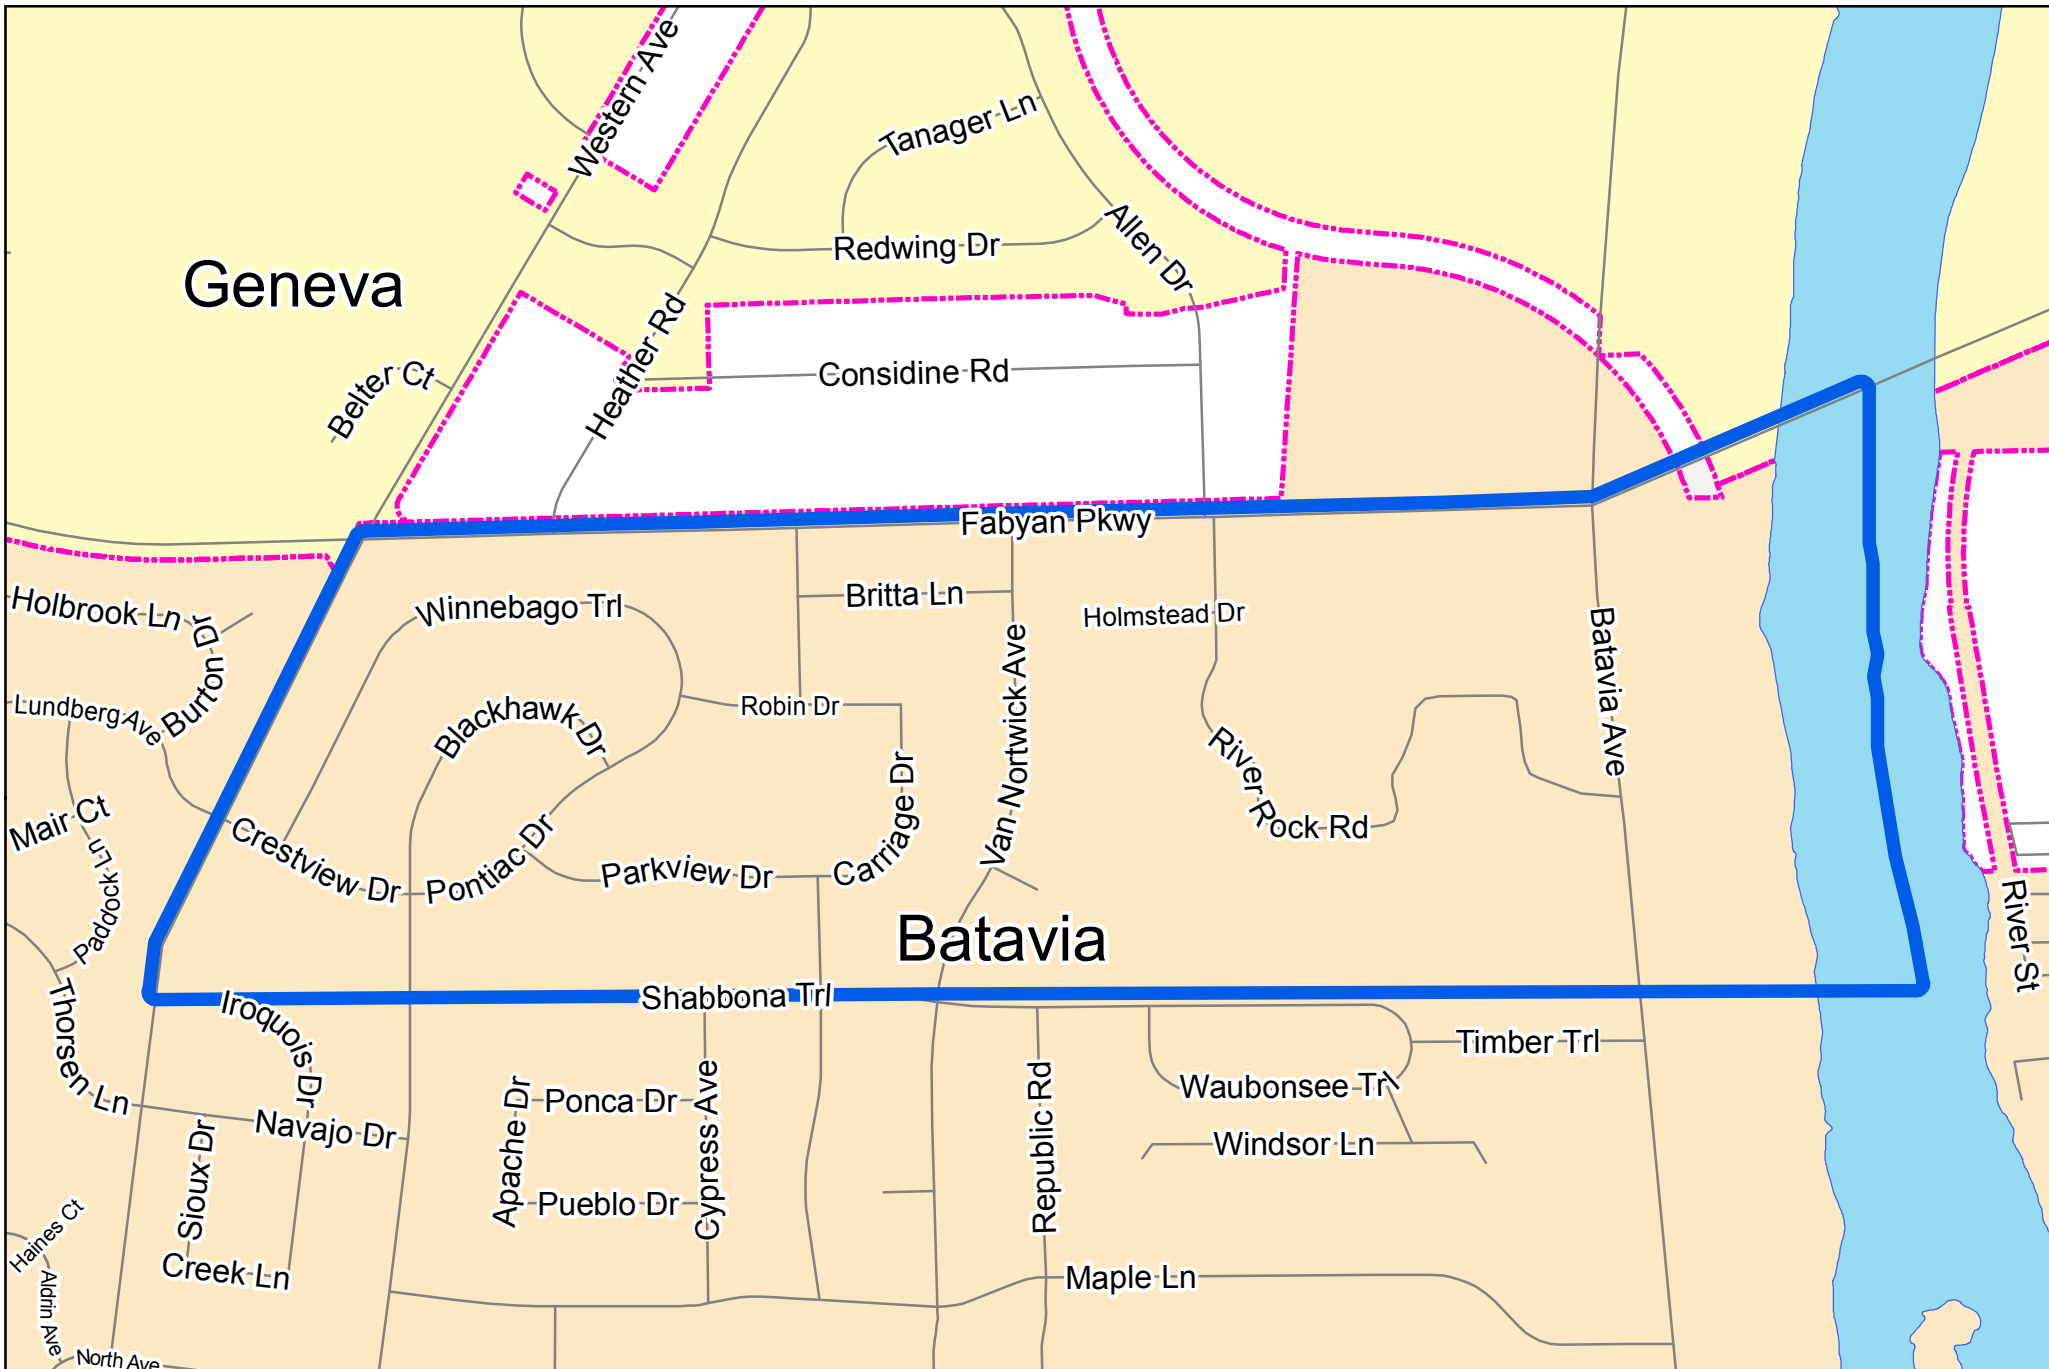 Western Ave
Tanager Ln
Allen Dr
Redwing Dr
Geneva
Heather Rd
Considine Rd
Belter Ct
Fabyan Pkwy
Holbrook Ln
Burton Dr
Winnebago Trl
Britta Ln
Holmstead Dr
Batavia Ave
Van Nortwick Ave
Lundberg Ave
Blackhawk Dr
Robin Dr
River Rock Rd
Carriage Dr
Mair Ct
Paddock Ln
Crestview Dr
Pontiac Dr
Parkview Dr
Batavia
River St
Shabbona Trl
Iroquois Dr
Thorsen Ln
Timber Trl
Republic Rd
Waubonsee Trl
Apache Dr
Ponca Dr
Cypress Ave
Navajo Dr
Sioux Dr
Windsor Ln
Pueblo Dr
Haines Ct
Creek Ln
Maple Ln
Aldrin Ave
North Ave